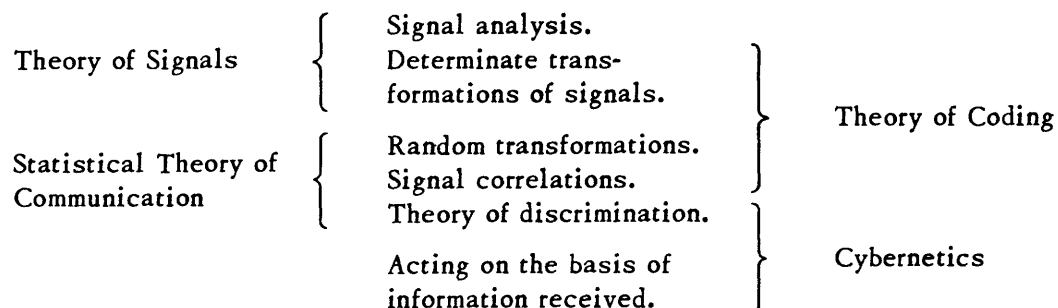 Theory of Signals
Signal analysis.
Determinate trans-
formations of signals.
Theory of Coding
Statistical Theory of
Communication
Random transformations.
Signal correlations.
Theory of discrimination.
Acting on the basis of
information received.
Cybernetics